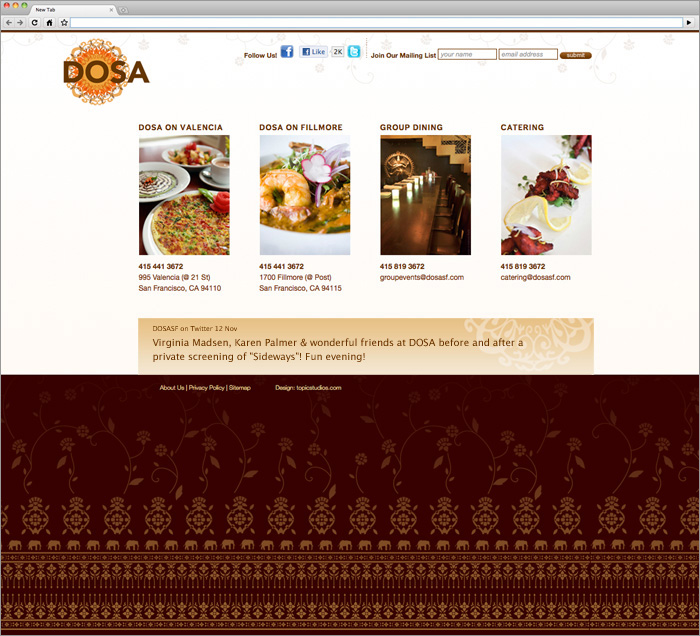 New Tab
DOSA
Follow Us!
f
Like
2K
t
Join Our Mailing List
your name
email address
submit
DOSA ON VALENCIA
415 441 3672
995 Valencia (@ 21 St)
San Francisco, CA 94110
DOSA ON FILLMORE
415 441 3672
1700 Fillmore (@ Post)
San Francisco, CA 94115
GROUP DINING
415 819 3672
groupevents@dosasf.com
CATERING
415 819 3672
catering@dosasf.com
DOSASF on Twitter 12 Nov
Virginia Madsen, Karen Palmer & wonderful friends at DOSA before and after a
private screening of "Sideways"! Fun evening!
About Us | Privacy Policy | Sitemap
Design: topicstudios.com